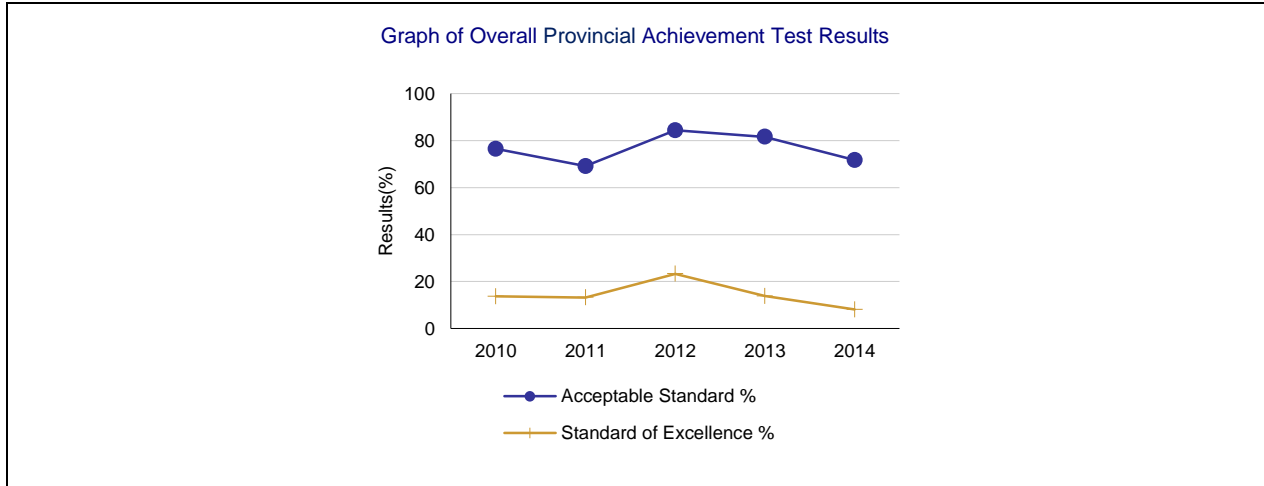 Graph of Overall Provincial Achievement Test Results
100
80
60
40
20
0
Results(%)
2010 2011 2012 2013 2014
Acceptable Standard %
Standard of Excellence %